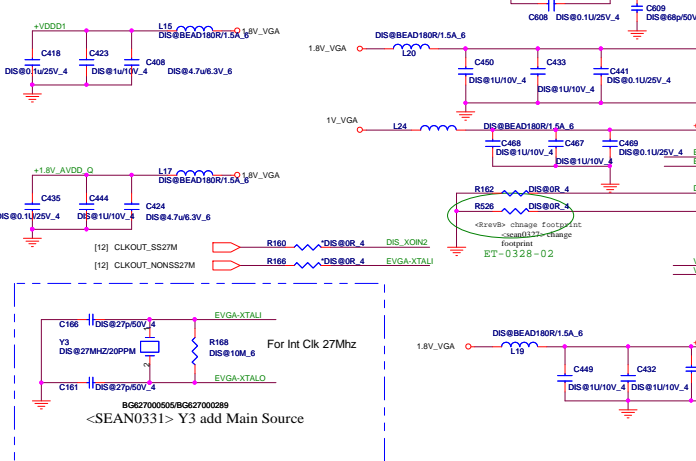 C608 DIS@0.1U/25V_4
C609
DIS@68p/50V
+VDDD1
L15
DIS@BEAD180R/1.5A_6
1.8V_VGA
C418
DIS@0.1u/25V_4
C423
DIS@1u/10V_4
C408
DIS@4.7u/6.3V_6
DIS@BEAD180R/1.5A_6
1.8V_VGA
L20
C450
DIS@1U/10V_4
C433
DIS@1U/10V_4
C441
DIS@0.1U/25V_4
1V_VGA
L24
DIS@BEAD180R/1.5A_6
C468
DIS@1U/10V_4
C467
DIS@1U/10V_4
C469
DIS@0.1U/25V_4
+1.8V_AVDD_Q
L17
DIS@BEAD180R/1.5A_6
1.8V_VGA
C435
DIS@0.1U/25V_4
C444
DIS@1U/10V_4
C424
DIS@4.7u/6.3V_6
R162 DIS@0R_4
R526 DIS@0R_4
<RrevB> chnage footprint
<sean0327> change
footprint
ET-0328-02
[12] CLKOUT_SS27M
R160 *DIS@0R_4
DIS_XOIN2
[12] CLKOUT_NONSS27M
R166 *DIS@0R_4
EVGA-XTALI
C166 DIS@27p/50V_4
EVGA-XTALI
Y3
DIS@27MHZ/20PPM
1
2
R168
DIS@10M_6
For Int Clk 27Mhz
C161 DIS@27p/50V_4
EVGA-XTALO
BG627000505/BG627000289
<SEAN0331> Y3 add Main Source
DIS@BEAD180R/1.5A_6
1.8V_VGA
L19
C449
DIS@1U/10V_4
C432
DIS@1U/10V_4